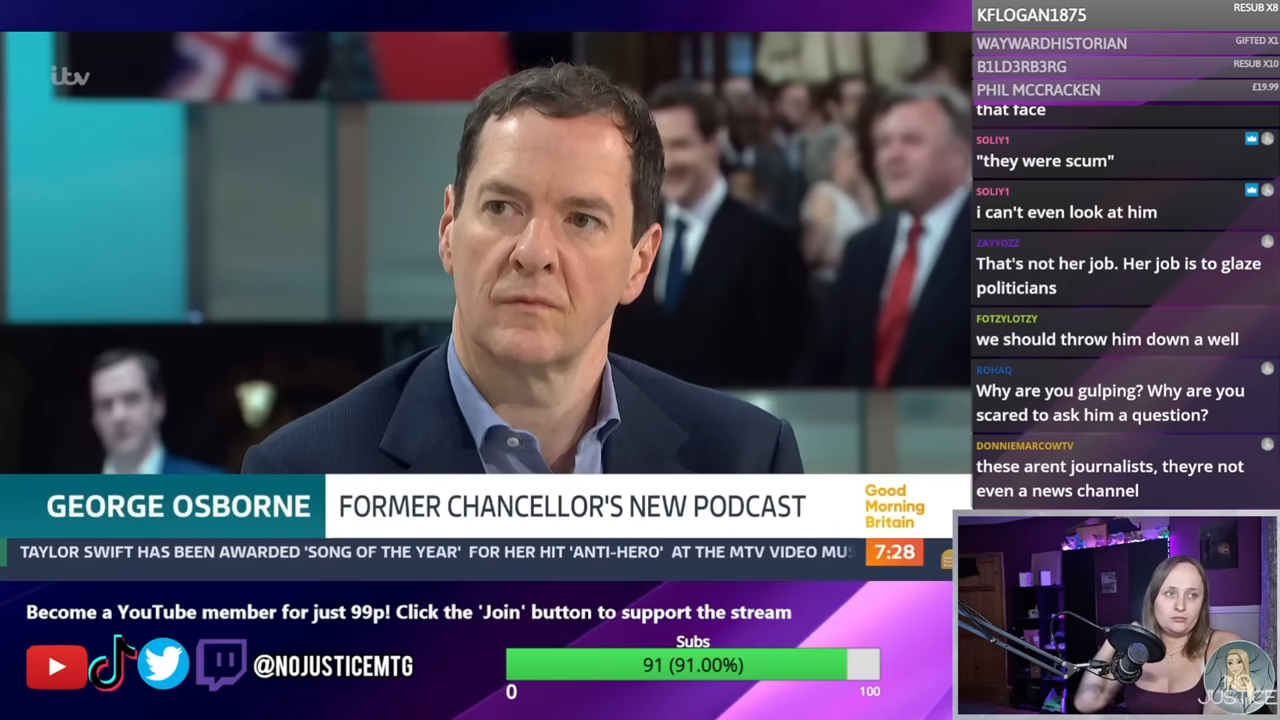 itv
GEORGE OSBORNE
FORMER CHANCELLOR'S NEW PODCAST
Good
Morning
Britain
TAYLOR SWIFT HAS BEEN AWARDED 'SONG OF THE YEAR' FOR HER HIT 'ANTI-HERO' AT THE MTV VIDEO MU
7:28
Become a YouTube member for just 99p! Click the 'Join' button to support the stream
@NOJUSTICEMTG
Subs
91 (91.00%)
0
100
KFLOGAN1875
RESUB X8
WAYWARDHISTORIAN
GIFTED X1
B1LD3RB3RG
RESUB X10
PHIL MCCRACKEN
£19.99
that face
SOLIY1
"they were scum"
SOLIY1
i can't even look at him
ZAYYDZZ
That's not her job. Her job is to glaze
politicians
FOTZYLOTZY
we should throw him down a well
ROHAQ
Why are you gulping? Why are you
scared to ask him a question?
DONNIEMARCOWTV
these arent journalists, theyre not
even a news channel
JUSTICE